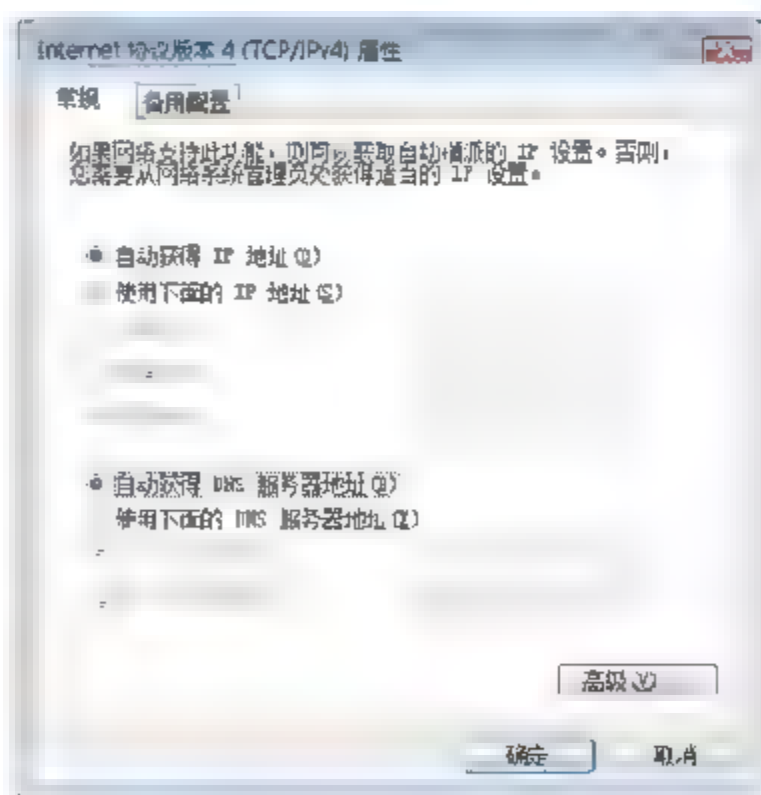 Internet 协议版本 4 (TCP/IPv4) 属性
常规 备用配置
如果网络支持此功能，则可以获取自动指派的 IP 设置。否则，
您需要从网络系统管理员处获得适当的 IP 设置。
自动获得 IP 地址(O)
使用下面的 IP 地址(S)
自动获得 DNS 服务器地址(B)
使用下面的 DNS 服务器地址(E)
高级(V)
确定 取消